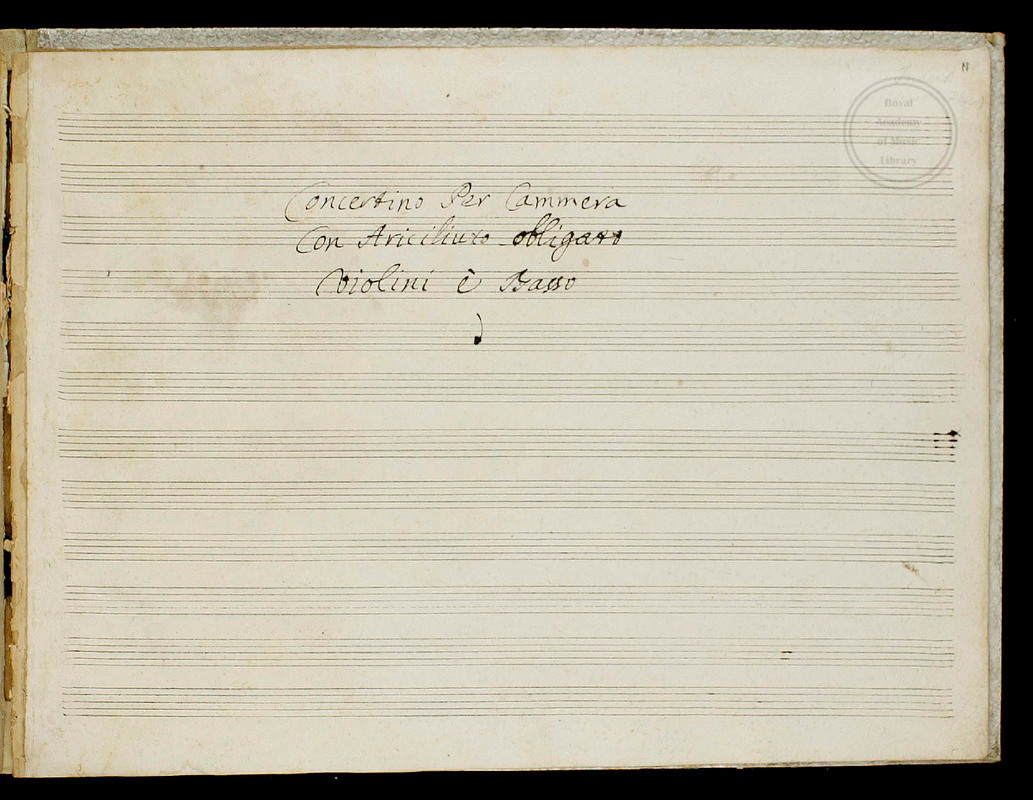 Concertino Per Cammera
Con Arciliuto obligato
Violini è Basso
Royal
Academy
of Music
Library